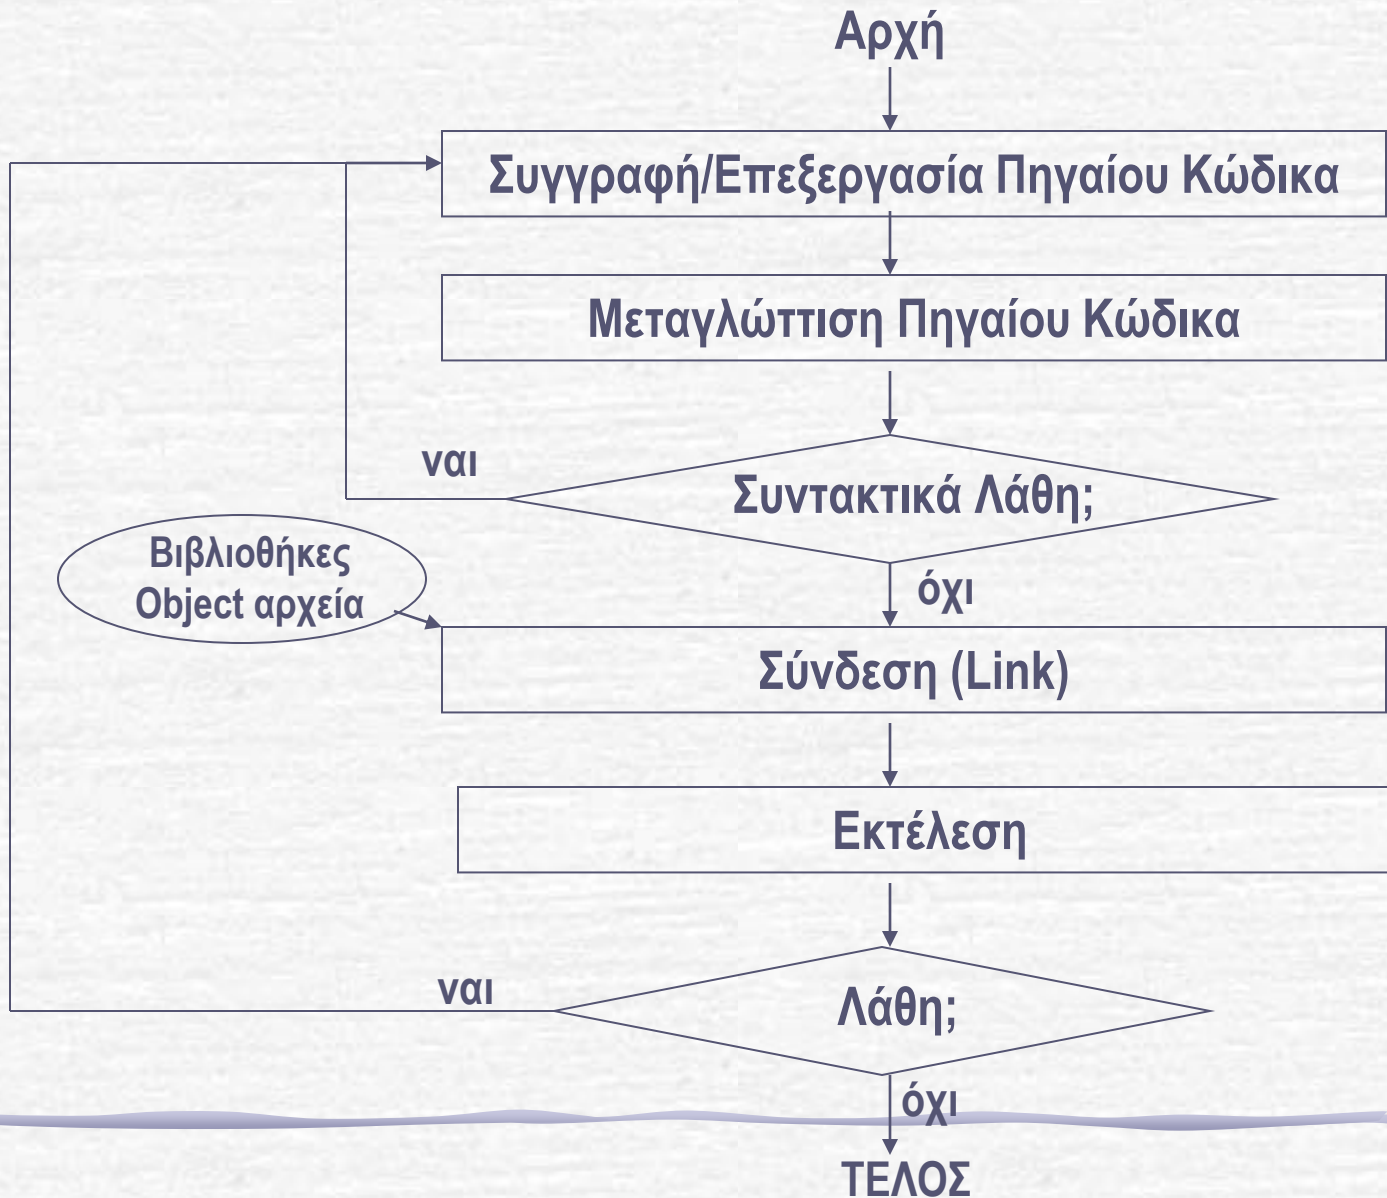 Αρχή
Συγγραφή/Επεξεργασία Πηγαίου Κώδικα
Μεταγλώττιση Πηγαίου Κώδικα
ναι
Συντακτικά Λάθη;
Βιβλιοθήκες
Object αρχεία
όχι
Σύνδεση (Link)
Εκτέλεση
ναι
Λάθη;
όχι
ΤΕΛΟΣ